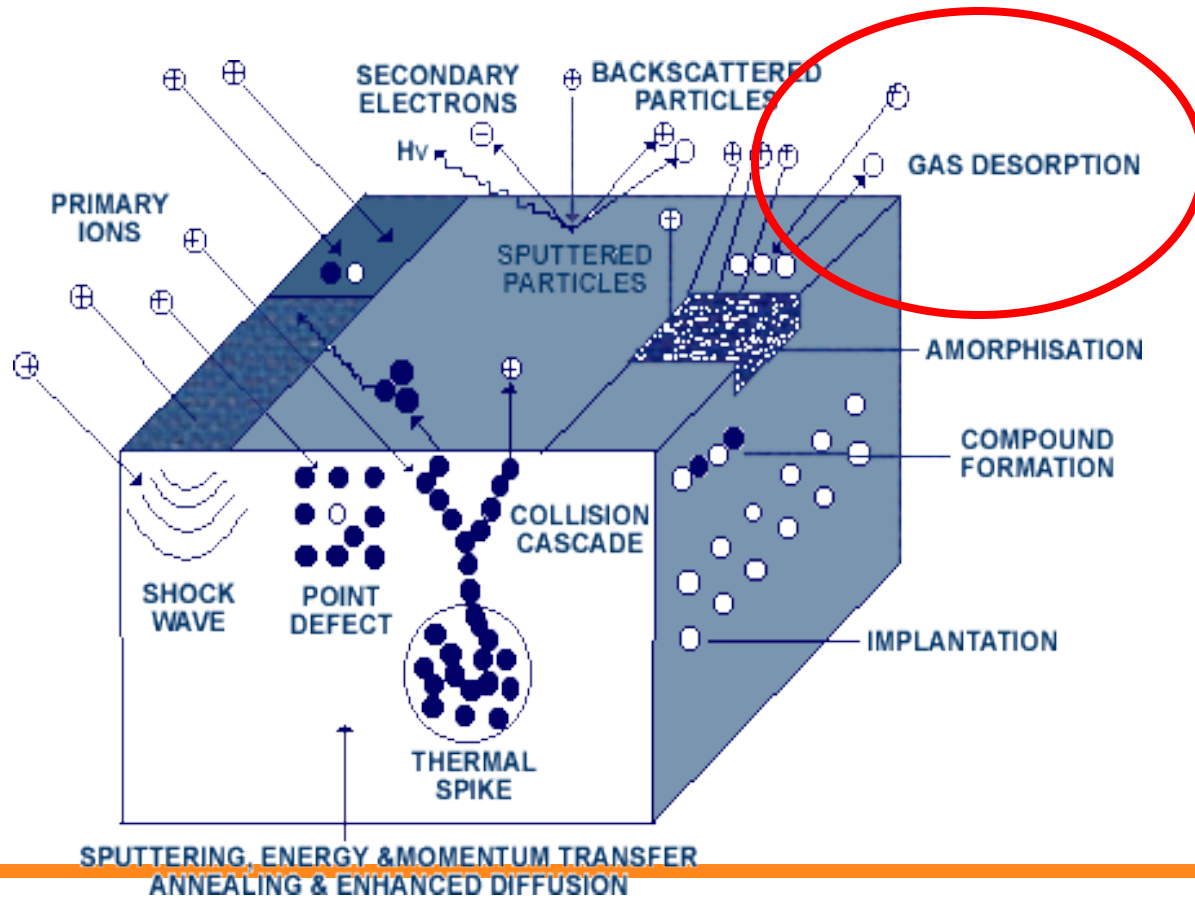 SECONDARY
ELECTRONS
BACKSCATTERED
PARTICLES
Hν
GAS DESORPTION
PRIMARY
IONS
SPUTTERED
PARTICLES
AMORPHISATION
COMPOUND
FORMATION
COLLISION
CASCADE
SHOCK
WAVE
POINT
DEFECT
IMPLANTATION
THERMAL
SPIKE
SPUTTERING, ENERGY &MOMENTUM TRANSFER
ANNEALING & ENHANCED DIFFUSION